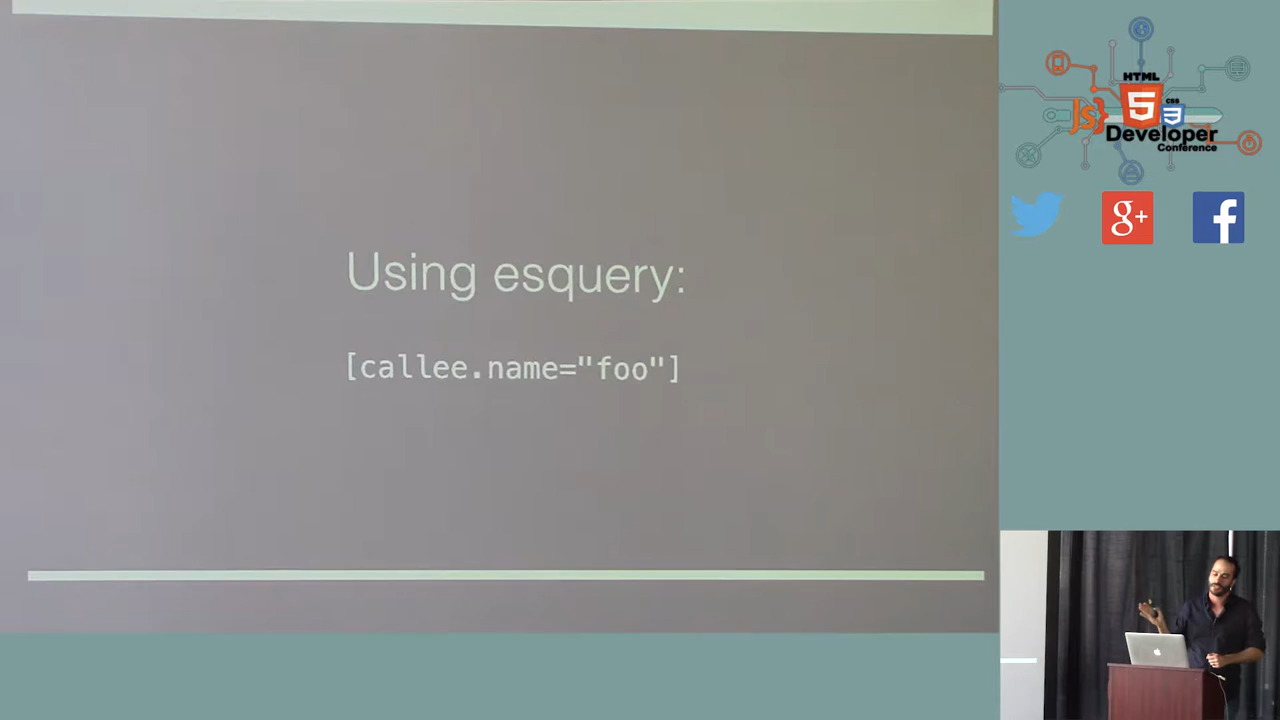 Using esquery:
[callee.name="foo"]
HTML
5
CSS
3
JS}
Developer
Conference
g+
f